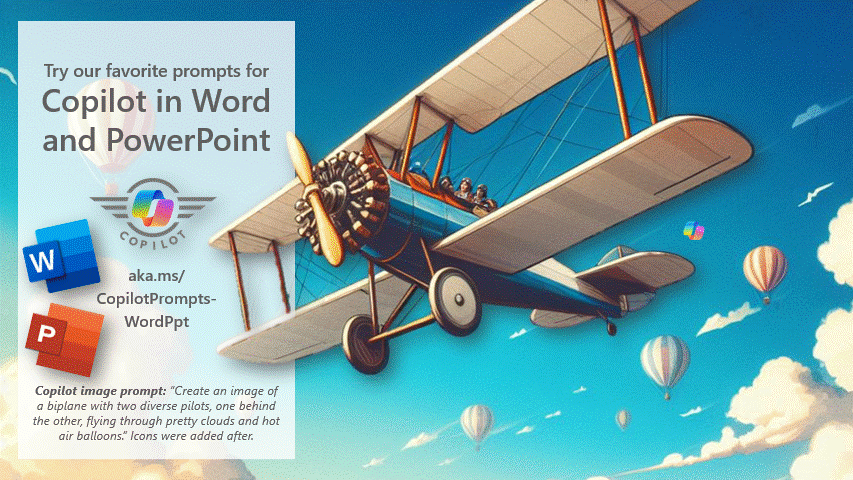 Try our favorite prompts for
Copilot in Word
and PowerPoint
COPILOT
W
aka.ms/
CopilotPrompts-
WordPpt
P
Copilot image prompt: "Create an image of
a biplane with two diverse pilots, one behind
the other, flying through pretty clouds and hot
air balloons." Icons were added after.